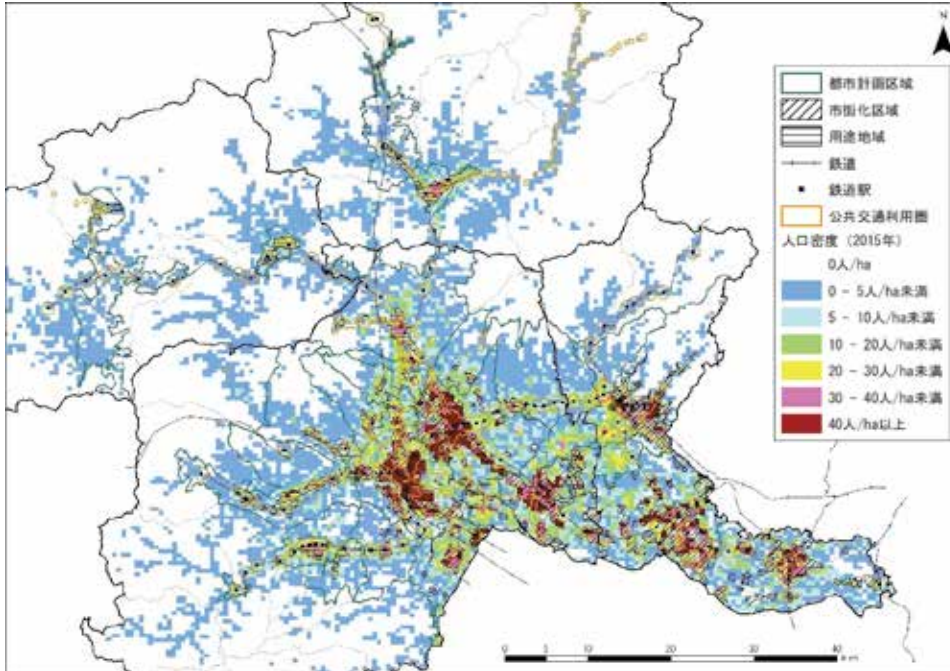 N
都市計画区域
市街化区域
用途地域
鉄道
鉄道駅
公共交通利用圏
人口密度（2015年）
0人/ha
0 - 5人/ha未満
5 - 10人/ha未満
10 - 20人/ha未満
20 - 30人/ha未満
30 - 40人/ha未満
40人/ha以上
0 10 20 30 40